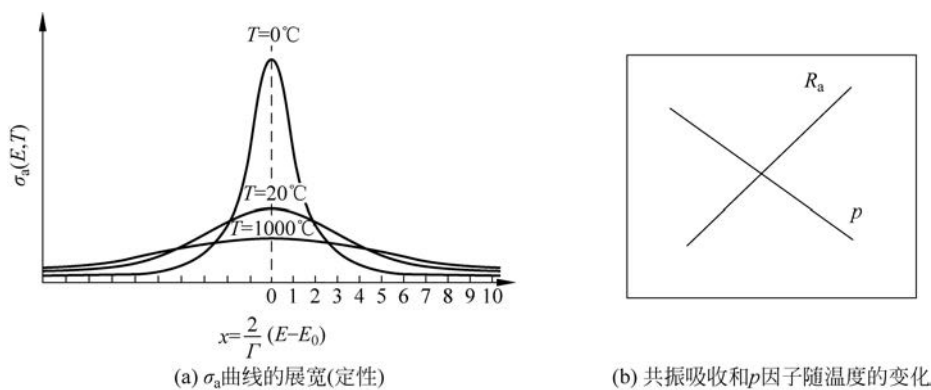 T=0℃
σₐ(E,T)
T=20℃
T=1000℃
0 1 2 3 4 5 6 7 8 9 10
x=2/Γ (E−E₀)
(a) σₐ曲线的展宽(定性)
Rₐ
p
(b) 共振吸收和p因子随温度的变化